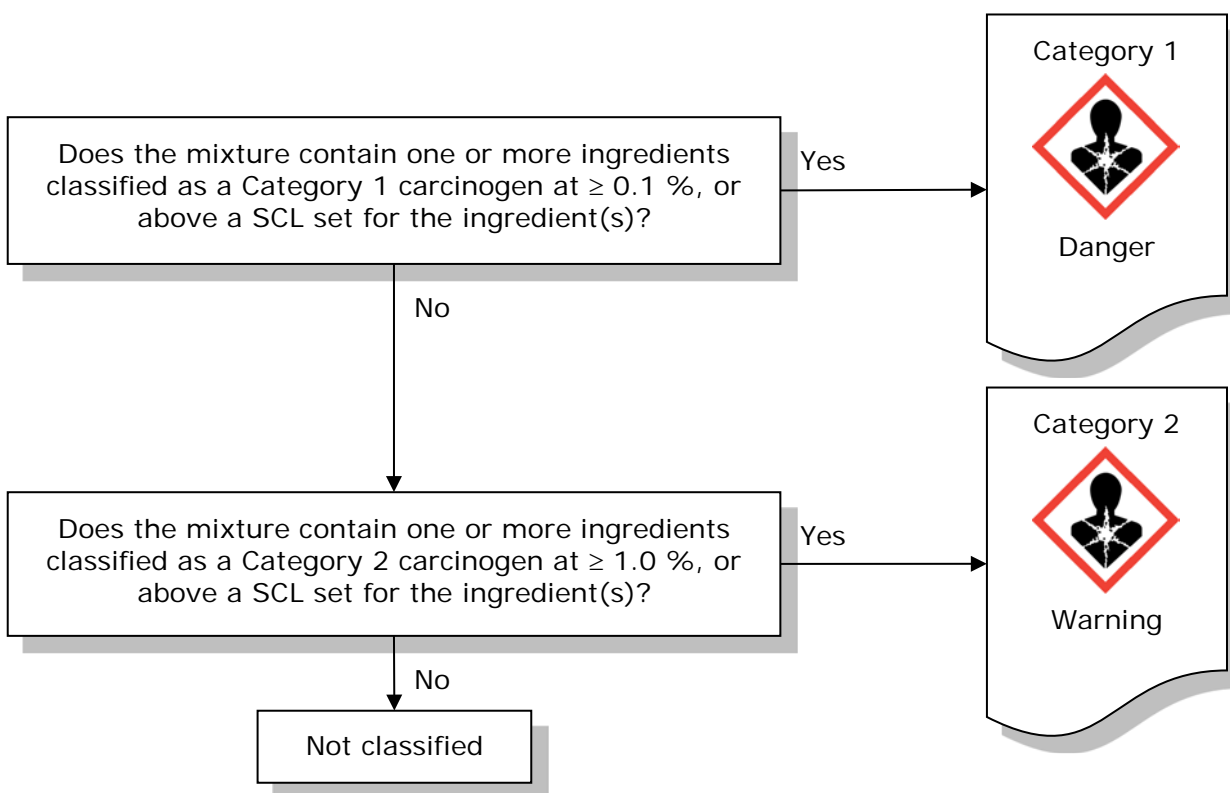 Category 1
Does the mixture contain one or more ingredients
classified as a Category 1 carcinogen at ≥ 0.1 %, or
above a SCL set for the ingredient(s)?
Yes
Danger
No
Category 2
Does the mixture contain one or more ingredients
classified as a Category 2 carcinogen at ≥ 1.0 %, or
above a SCL set for the ingredient(s)?
Yes
Warning
No
Not classified